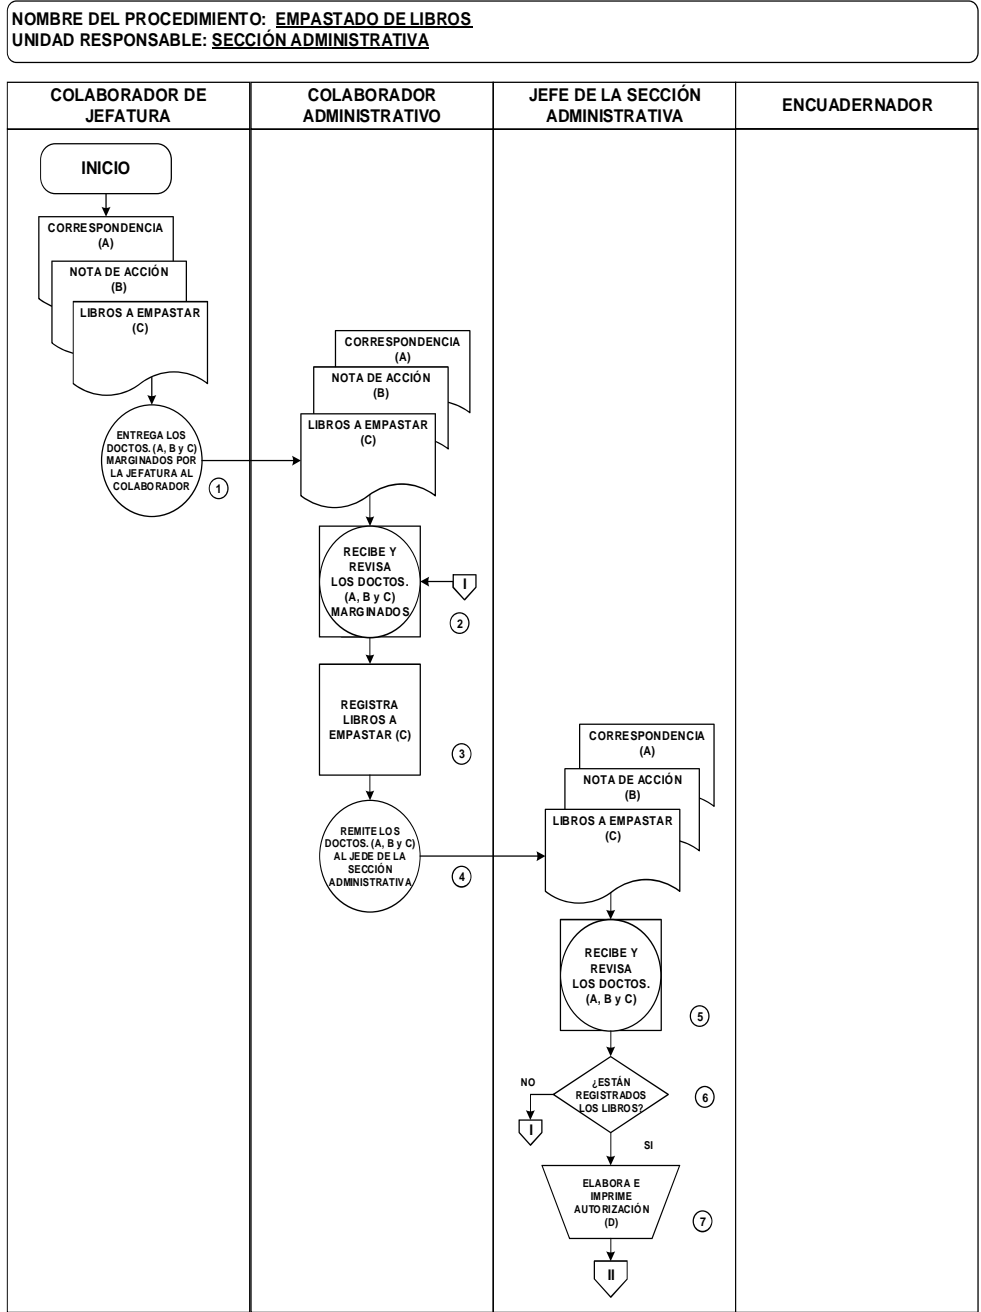 NOMBRE DEL PROCEDIMIENTO: EMPASTADO DE LIBROS
UNIDAD RESPONSABLE: SECCIÓN ADMINISTRATIVA
COLABORADOR DE
JEFATURA
COLABORADOR
ADMINISTRATIVO
JEFE DE LA SECCIÓN
ADMINISTRATIVA
ENCUADERNADOR
INICIO
CORRESPONDENCIA
(A)
NOTA DE ACCIÓN
(B)
LIBROS A EMPASTAR
(C)
ENTREGA LOS
DOCTOS. (A, B y C)
MARGINADOS POR
LA JEFATURA AL
COLABORADOR
1
CORRESPONDENCIA
(A)
NOTA DE ACCIÓN
(B)
LIBROS A EMPASTAR
(C)
RECIBE Y
REVISA
LOS DOCTOS.
(A, B y C)
MARGINADOS
I
2
REGISTRA
LIBROS A
EMPASTAR (C)
3
REMITE LOS
DOCTOS. (A, B y C)
AL JEDE DE LA
SECCIÓN
ADMINISTRATIVA
4
CORRESPONDENCIA
(A)
NOTA DE ACCIÓN
(B)
LIBROS A EMPASTAR
(C)
RECIBE Y
REVISA
LOS DOCTOS.
(A, B y C)
5
¿ESTÁN
REGISTRADOS
LOS LIBROS?
6
NO
I
SI
ELABORA E
IMPRIME
AUTORIZACIÓN
(D)
7
II